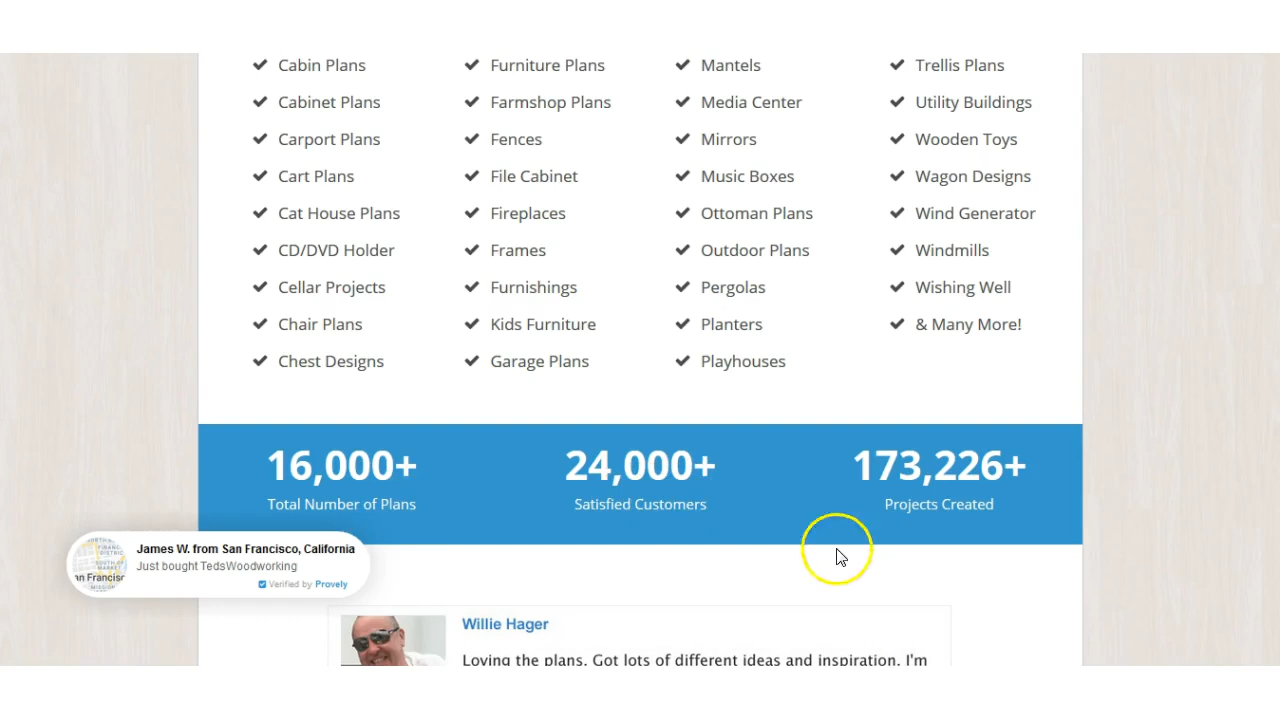 Cabin Plans
Cabinet Plans
Carport Plans
Cart Plans
Cat House Plans
CD/DVD Holder
Cellar Projects
Chair Plans
Chest Designs
Furniture Plans
Farmshop Plans
Fences
File Cabinet
Fireplaces
Frames
Furnishings
Kids Furniture
Garage Plans
Mantels
Media Center
Mirrors
Music Boxes
Ottoman Plans
Outdoor Plans
Pergolas
Planters
Playhouses
Trellis Plans
Utility Buildings
Wooden Toys
Wagon Designs
Wind Generator
Windmills
Wishing Well
& Many More!
16,000+
Total Number of Plans
24,000+
Satisfied Customers
173,226+
Projects Created
James W. from San Francisco, California
Just bought TedsWoodworking
Verified by Provely
Willie Hager
Loving the plans. Got lots of different ideas and inspiration. I'm